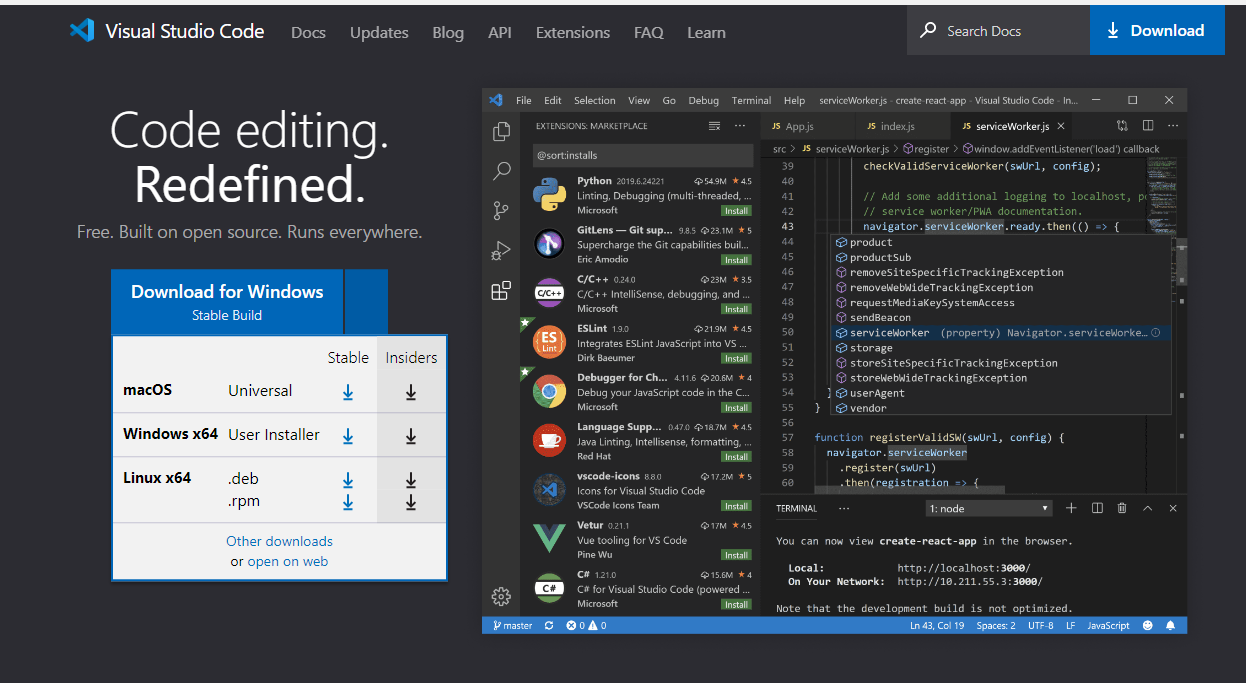 Visual Studio Code Docs Updates Blog API Extensions FAQ Learn Search Docs Download
Code editing.
Redefined.
Free. Built on open source. Runs everywhere.
Download for Windows
Stable Build
Stable Insiders
macOS Universal
Windows x64 User Installer
Linux x64 .deb
.rpm
Other downloads
or open on web
File Edit Selection View Go Debug Terminal Help serviceWorker.js - create-react-app - Visual Studio Code - In...
EXTENSIONS: MARKETPLACE
@sort:installs
Python 2019.6.24221 54.9M 4.5
Linting, Debugging (multi-threaded, ...
Microsoft Install
GitLens — Git sup... 9.8.5 23.1M 5
Supercharge the Git capabilities buil...
Eric Amodio Install
C/C++ 0.24.0 23M 3.5
C/C++ IntelliSense, debugging, and ...
Microsoft Install
C/C++
ESLint 1.9.0 21.9M 4.5
Integrates ESLint JavaScript into VS ...
Dirk Baeumer Install
ES
Lint
Debugger for Ch... 4.11.6 20.6M 4
Debug your JavaScript code in the C...
Microsoft Install
Language Supp... 0.47.0 18.7M 4.5
Java Linting, Intellisense, formatting, ...
Red Hat Install
vscode-icons 8.8.0 17.2M 5
Icons for Visual Studio Code
VSCode Icons Team Install
Vetur 0.21.1 17M 4.5
Vue tooling for VS Code
Pine Wu Install
C# 1.21.0 15.6M 4
C# for Visual Studio Code (powered ...
Microsoft Install
C#
JS App.js JS index.js JS serviceWorker.js
src > JS serviceWorker.js > register > window.addEventListener('load') callback
39 checkValidServiceWorker(swUrl, config);
40
41 // Add some additional logging to localhost, p
42 // service worker/PWA documentation.
43 navigator.serviceWorker.ready.then(() => {
44 product
45 productSub
46 removeSiteSpecificTrackingException
47 removeWebWideTrackingException
48 requestMediaKeySystemAccess
49 sendBeacon
50 serviceWorker (property) Navigator.serviceWorke...
51 storage
52 storeSiteSpecificTrackingException
53 storeWebWideTrackingException
54 } userAgent
55 } vendor
56
57 function registerValidSW(swUrl, config) {
58 navigator.serviceWorker
59 .register(swUrl)
60 .then(registration => {
TERMINAL ... 1: node
You can now view create-react-app in the browser.
Local: http://localhost:3000/
On Your Network: http://10.211.55.3:3000/
Note that the development build is not optimized.
master 0 0 Ln 43, Col 19 Spaces: 2 UTF-8 LF JavaScript